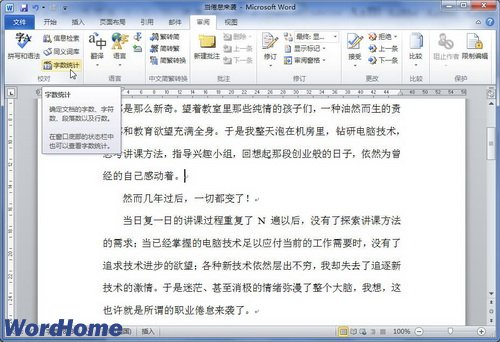 当倦怠来袭 - Microsoft Word
文件 开始 插入 页面布局 引用 邮件 审阅 视图
拼写和语法 信息检索 同义词库 字数统计
校对
翻译 语言
语言
简繁简 繁转简 简繁转换
中文简繁转换
新建批注
批注
修订 最终: 显... 显示标记 审阅窗格
修订
接受
更改
上一条 下一条
比较
比较
阻止作者 限制编辑
保护
字数统计
确定文档的字数、字符数、段落数以及行数。
在窗口底部的状态栏中也可以查看字数统计。
都是那么新奇。望着教室里那些纯情的孩子们，一种油然而生的责
和教育欲望充满全身。于是我整天泡在机房里，钻研电脑技术，
讲课方法，指导兴趣小组，回想起那段创业般的日子，依然为曾
经的自己感动着。
然而几年过后，一切都变了！
当日复一日的讲课过程重复了 N 遍以后，没有了探索讲课方法
的需求；当已经掌握的电脑技术足以应付当前的工作需要时，没有了
追求技术进步的欲望；各种新技术依然层出不穷，我却失去了追逐新
技术的激情。于是迷茫、甚至消极的情绪弥漫了整个大脑，我想，这
也许就是所谓的职业倦怠来袭了。
WordHome
插入
100%